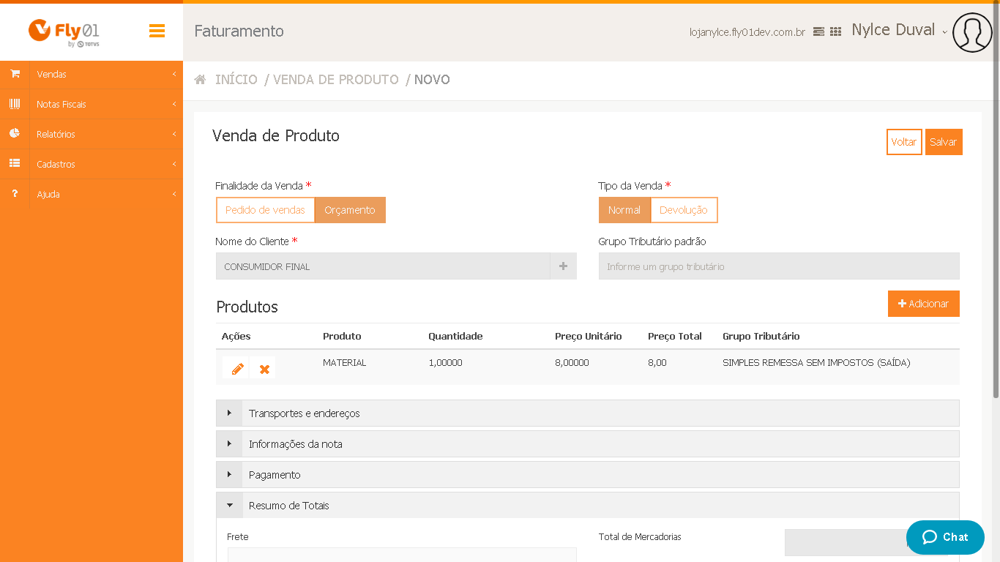 Fly01
by TOTVS
Faturamento
lojanylce.fly01dev.com.br
Nylce Duval
Vendas
Notas Fiscais
Relatórios
Cadastros
Ajuda
INÍCIO / VENDA DE PRODUTO / NOVO
Venda de Produto
Voltar
Salvar
Finalidade da Venda *
Tipo da Venda *
Pedido de vendas
Orçamento
Normal
Devolução
Nome do Cliente *
Grupo Tributário padrão
CONSUMIDOR FINAL
Informe um grupo tributário
Produtos
Adicionar
Ações Produto Quantidade Preço Unitário Preço Total Grupo Tributário
MATERIAL 1,00000 8,00000 8,00 SIMPLES REMESSA SEM IMPOSTOS (SAÍDA)
Transportes e endereços
Informações da nota
Pagamento
Resumo de Totais
Frete
Total de Mercadorias
Chat